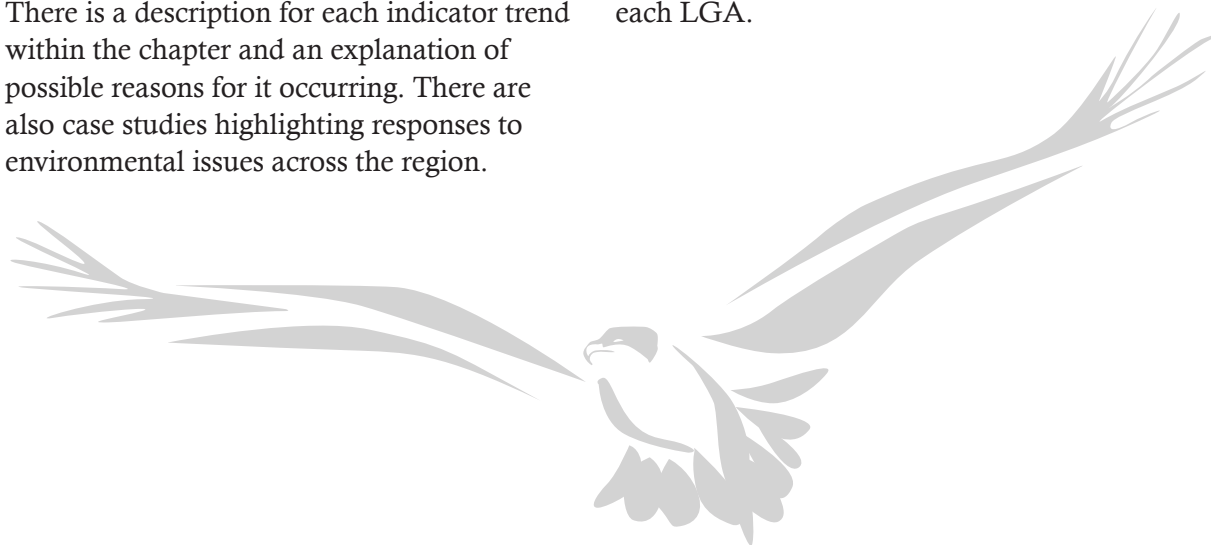 There is a description for each indicator trend
within the chapter and an explanation of
possible reasons for it occurring. There are
also case studies highlighting responses to
environmental issues across the region.
each LGA.